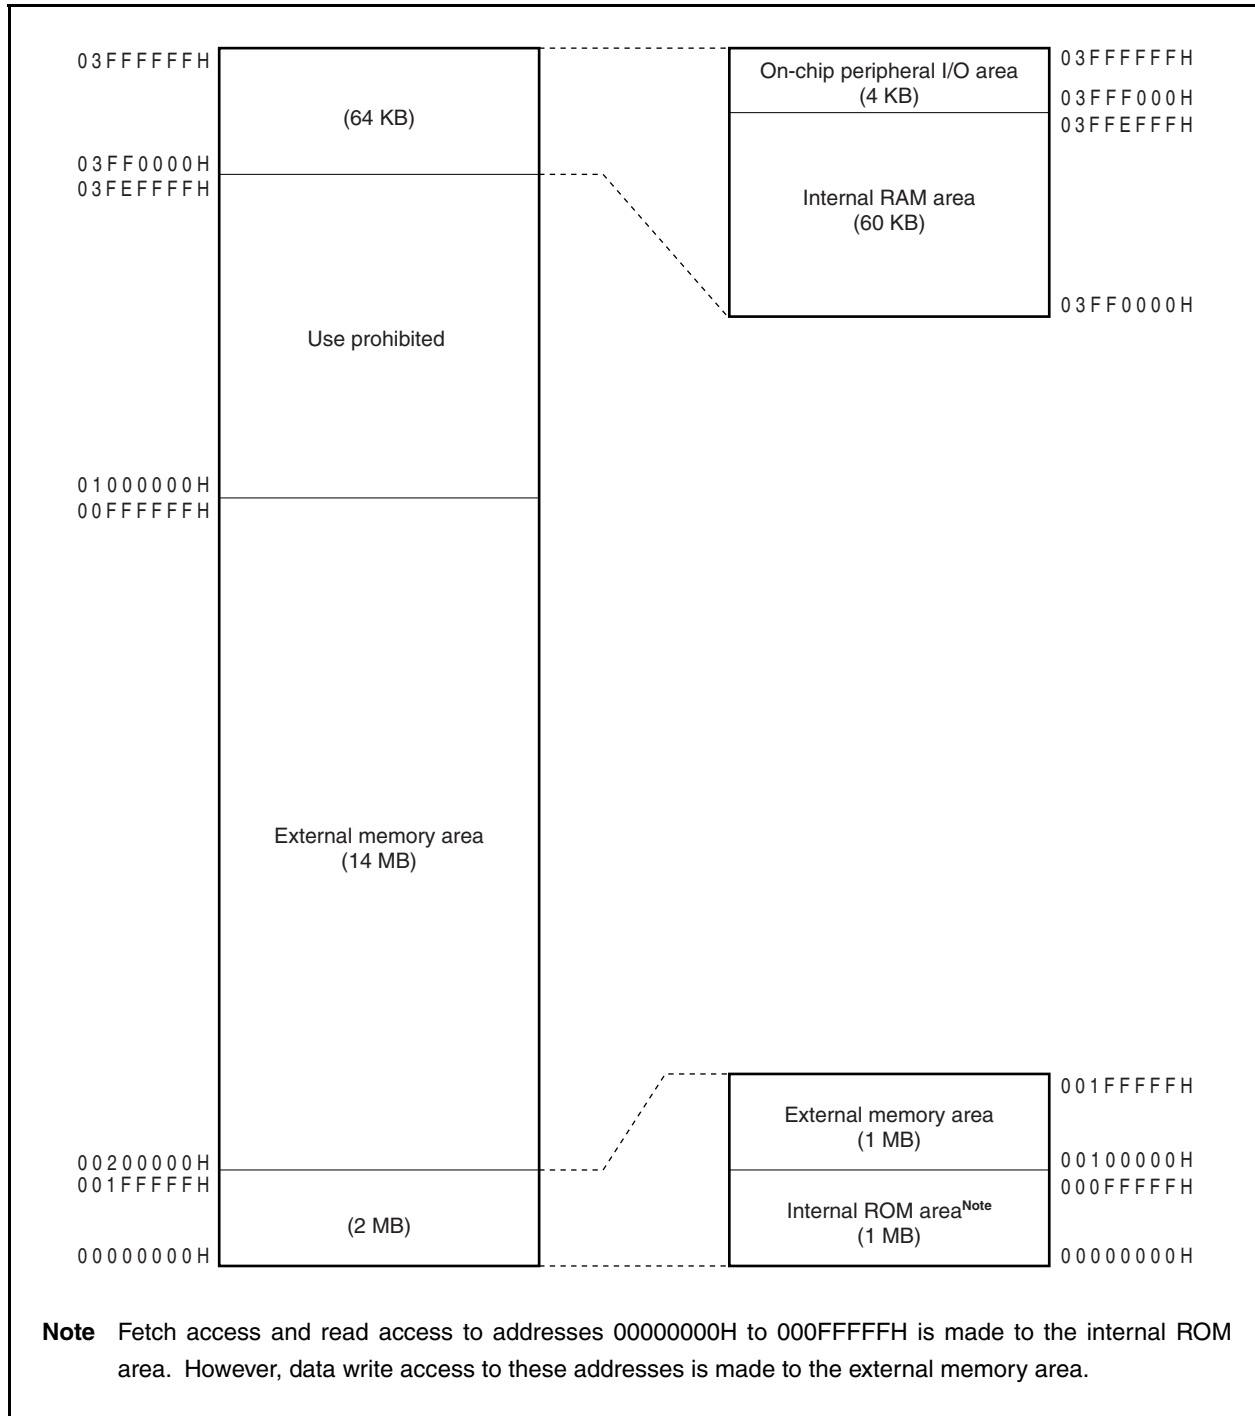 03FFFFFFH
(64 KB)
03FF0000H
03FEFFFFH
Use prohibited
01000000H
00FFFFFFH
External memory area
(14 MB)
00200000H
001FFFFFH
(2 MB)
00000000H
On-chip peripheral I/O area
(4 KB)
03FFFFFFH
03FFF000H
03FFEFFFH
Internal RAM area
(60 KB)
03FF0000H
001FFFFFH
External memory area
(1 MB)
00100000H
000FFFFFH
Internal ROM areaNote
(1 MB)
00000000H
Note Fetch access and read access to addresses 00000000H to 000FFFFFH is made to the internal ROM
area. However, data write access to these addresses is made to the external memory area.